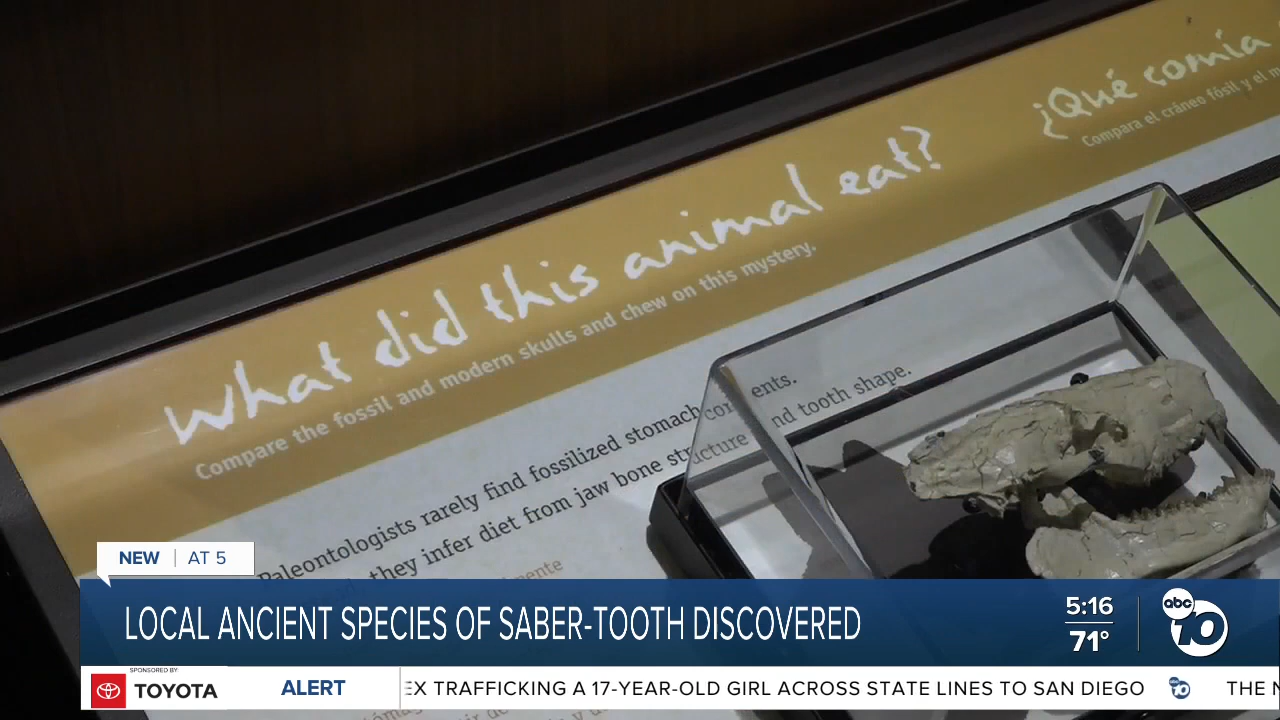 What did this animal eat?
Compare the fossil and modern skulls and chew on this mystery.
¿Qué comía
Compara el cráneo fósil y el m
Paleontologists rarely find fossilized stomach contents.
they infer diet from jaw bone structure and tooth shape.
NEW AT 5
LOCAL ANCIENT SPECIES OF SABER-TOOTH DISCOVERED
5:16
71°
abc 10
SPONSORED BY
TOYOTA
ALERT
EX TRAFFICKING A 17-YEAR-OLD GIRL ACROSS STATE LINES TO SAN DIEGO
abc 10
THE